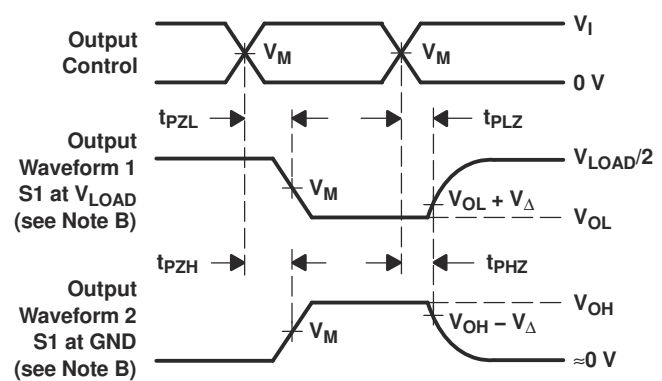 Output
Control
V_M
V_M
V_I
0 V
t_PZL
t_PLZ
Output
Waveform 1
S1 at V_LOAD
(see Note B)
V_M
V_OL + V_Δ
V_LOAD/2
V_OL
t_PZH
t_PHZ
Output
Waveform 2
S1 at GND
(see Note B)
V_M
V_OH – V_Δ
V_OH
≈0 V